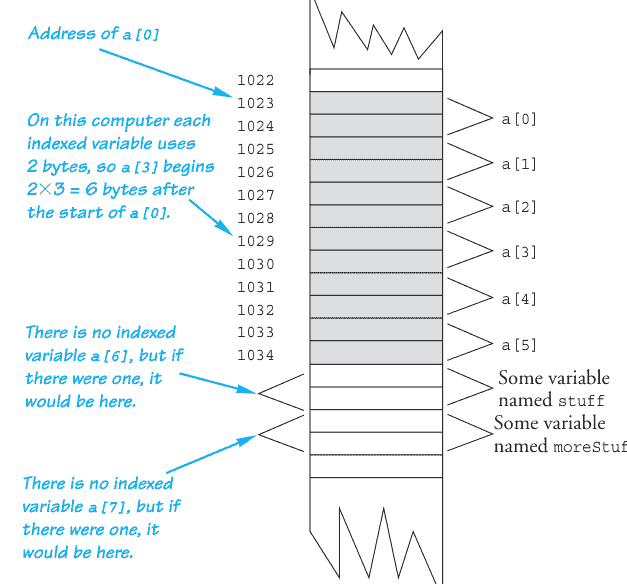 Address of a[0]
1022
1023
1024
1025
1026
1027
1028
1029
1030
1031
1032
1033
1034
On this computer each
indexed variable uses
2 bytes, so a[3] begins
2×3 = 6 bytes after
the start of a[0].
There is no indexed
variable a[6], but if
there were one, it
would be here.
There is no indexed
variable a[7], but if
there were one, it
would be here.
a[0]
a[1]
a[2]
a[3]
a[4]
a[5]
Some variable
named stuff
Some variable
named moreStuf